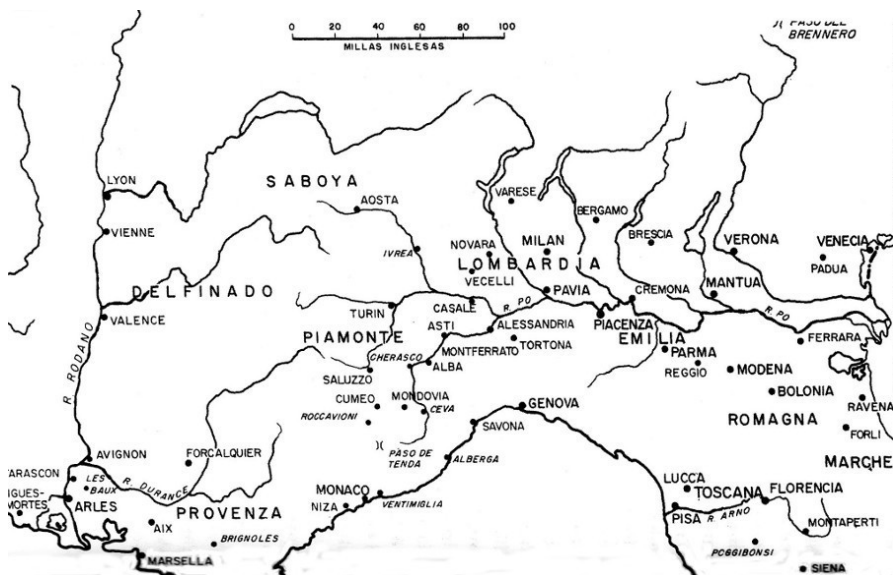 0 20 40 60 80 100
MILLAS INGLESAS
PASO DEL
BRENNERO
LYON
SABOYA
AOSTA
VARESE
BERGAMO
VIENNE
BRESCIA
VERONA
VENECIA
PADUA
IVREA
NOVARA
MILAN
LOMBARDIA
VECELLI
DELFINADO
PAVIA
CREMONA
MANTUA
VALENCE
TURIN
CASALE
R. PO
R. PO
PIAMONTE
ASTI
ALESSANDRIA
PIACENZA
EMILIA
FERRARA
CHERASCO
MONTFERRATO
TORTONA
PARMA
ALBA
REGGIO
MODENA
SALUZZO
R. RODANO
BOLONIA
CUMEO
MONDOVIA
GENOVA
RAVENA
ROCCAVIONI
CEVA
SAVONA
ROMAGNA
FORLI
AVIGNON
FORCALQUIER
PASO DE
TENDA
ALBERGA
MARCHE
TARASCON
LES
BAUX
R. DURANCE
IGUES-
MORTES
ARLES
PROVENZA
MONACO
NIZA
VENTIMIGLIA
LUCCA
TOSCANA
FLORENCIA
PISA
R. ARNO
AIX
MONTAPERTI
BRIGNOLES
POGGIBONSI
MARSELLA
SIENA